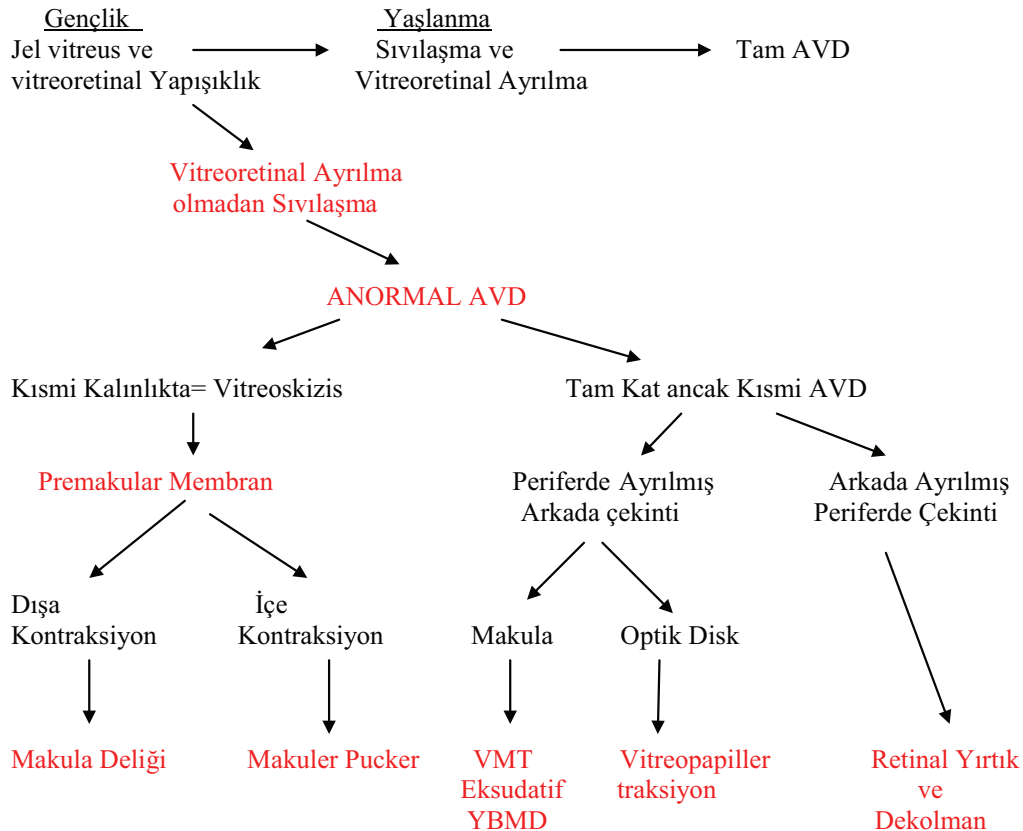 Gençlik
Jel vitreus ve
vitreoretinal Yapışıklık
Yaşlanma
Sıvılaşma ve
Vitreoretinal Ayrılma
Tam AVD
Vitreoretinal Ayrılma
olmadan Sıvılaşma
ANORMAL AVD
Kısmi Kalınlıkta= Vitreoskizis
Tam Kat ancak Kısmi AVD
Premakular Membran
Periferde Ayrılmış
Arkada çekinti
Arkada Ayrılmış
Periferde Çekinti
Dışa
Kontraksiyon
İçe
Kontraksiyon
Makula
Optik Disk
Makula Deliği
Makuler Pucker
VMT
Eksudatif
YBMD
Vitreopapiller
traksiyon
Retinal Yırtık
ve
Dekolman